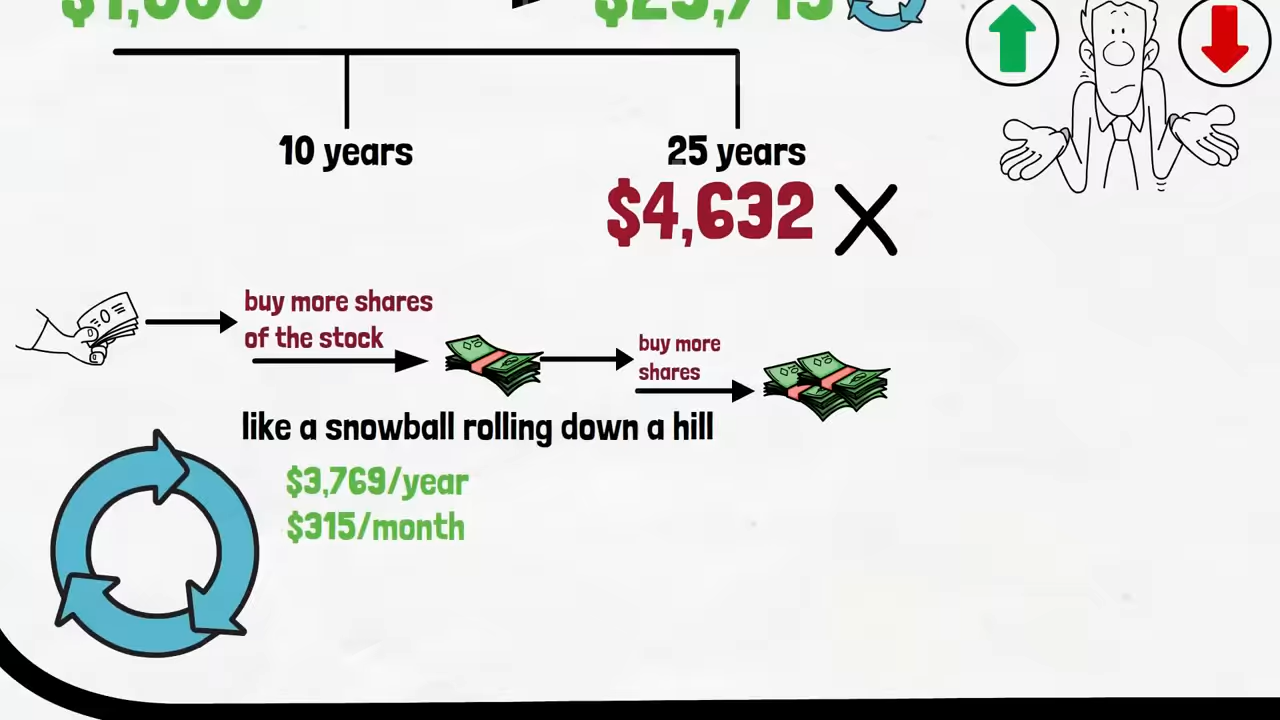 10 years
25 years
$4,632 X
buy more shares
of the stock
buy more
shares
like a snowball rolling down a hill
$3,769/year
$315/month